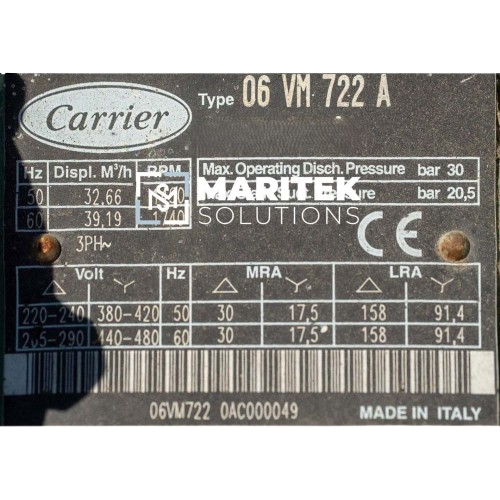 Carrier
Type 06 VM 722 A
Hz Displ. M³/h RPM
50 32.66
60 39,19 1740
3PH~
Max. Operating Disch. Pressure bar 30
bar 20,5
MARITEK
SOLUTIONS
CE
Volt Hz MRA LRA
220-240 380-420 50 30 17,5 158 91,4
265-290 440-480 60 30 17,5 158 91,4
06VM722 0AC000049 MADE IN ITALY